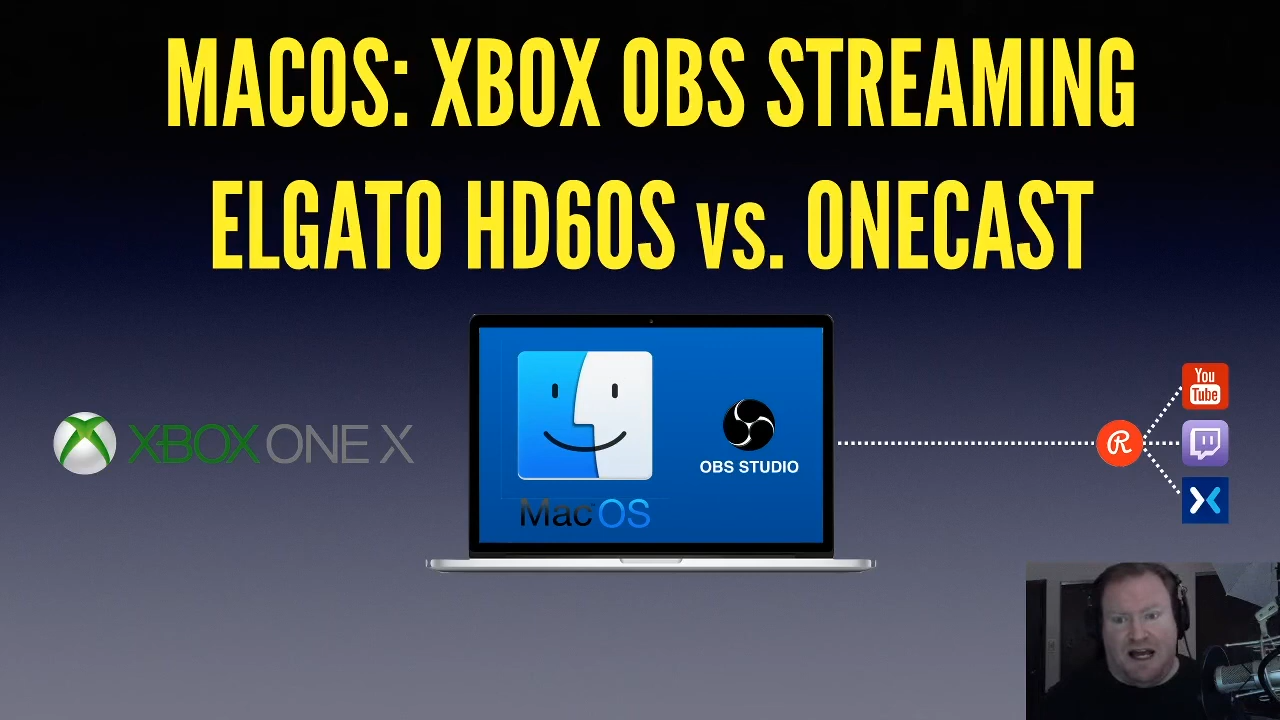 MACOS: XBOX OBS STREAMING
ELGATO HD60S vs. ONECAST
XBOX ONE X
OBS STUDIO
MacOS
R
You
Tube